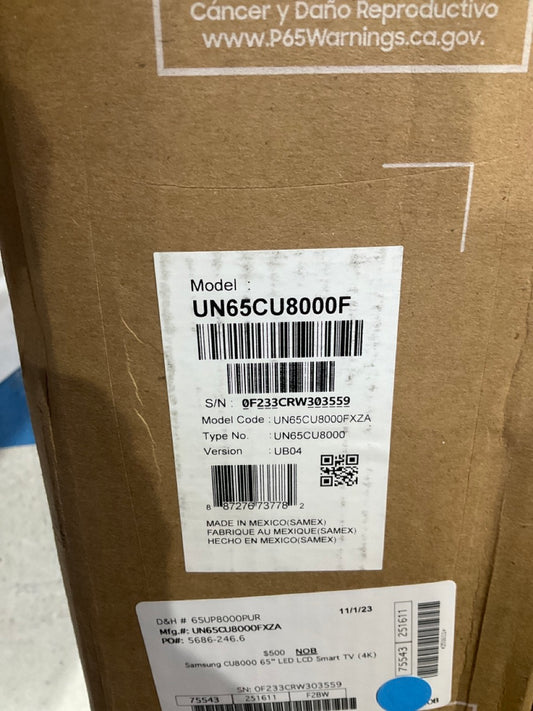 Cáncer y Daño Reproductivo
www.P65Warnings.ca.gov.
Model :
UN65CU8000F
S/N : 0F233CRW303559
Model Code : UN65CU8000FXZA
Type No. : UN65CU8000
Version : UB04
8 87276 73778 2
MADE IN MEXICO(SAMEX)
FABRIQUE AU MEXIQUE(SAMEX)
HECHO EN MEXICO(SAMEX)
D&H # 65UP8000PUR 11/1/23
Mfg.#: UN65CU8000FXZA
PO#: 5686-246.6
$500 NOB
Samsung CU8000 65" LED LCD Smart TV (4K)
SN: 0F233CRW303559
75543 251611 F2BW
75543 251611
NOB